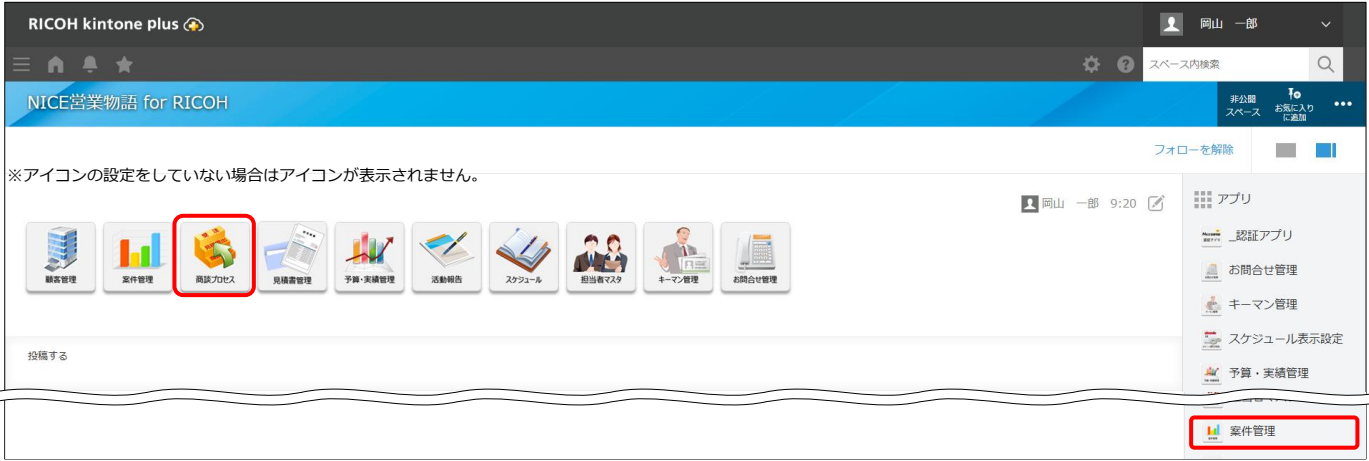 RICOH kintone plus
岡山 一郎
スペース内検索
NICE営業物語 for RICOH
非公開
スペース
お気に入り
に追加
フォローを解除
※アイコンの設定をしていない場合はアイコンが表示されません。
岡山 一郎 9:20
アプリ
顧客管理
案件管理
商談プロセス
見積書管理
予算・実績管理
活動報告
スケジュール
担当者マスタ
キーマン管理
お問合せ管理
_認証アプリ
お問合せ管理
キーマン管理
スケジュール表示設定
予算・実績管理
投稿する
案件管理